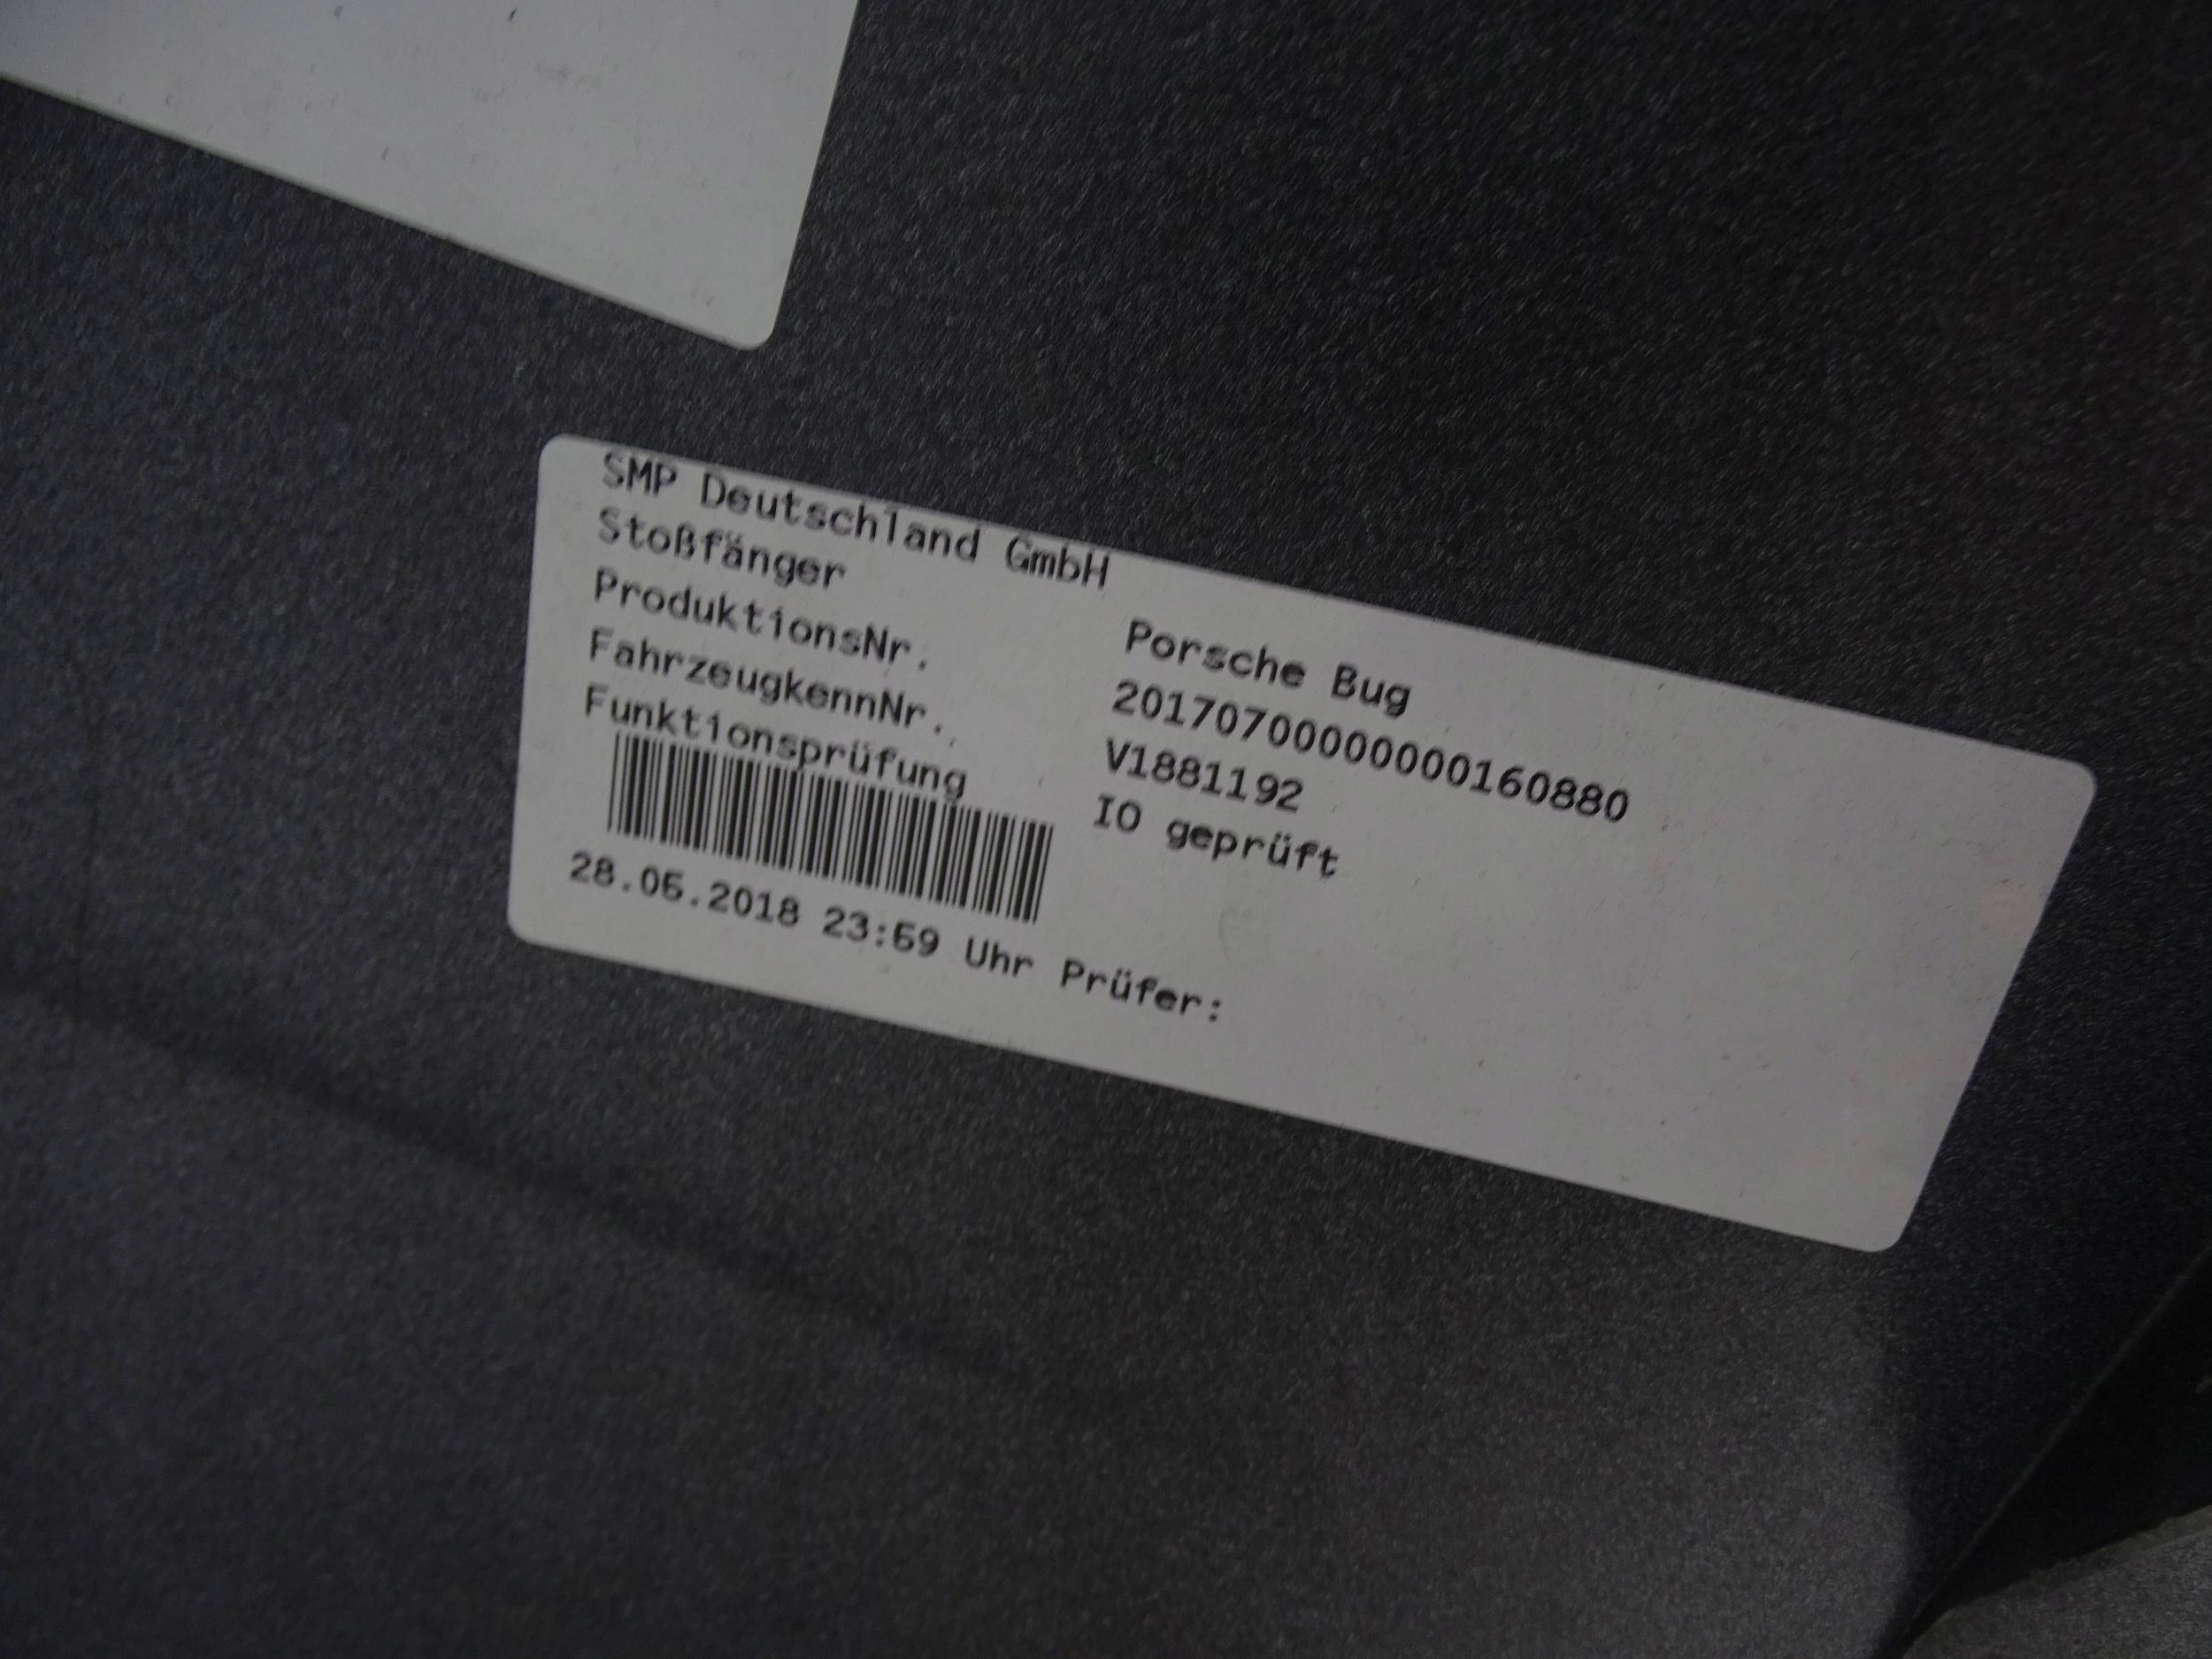 SMP Deutschland GmbH
Stoßfänger Porsche Bug
ProduktionsNr. 2017070000000160880
FahrzeugkennNr. V1881192
Funktionsprüfung IO geprüft
28.05.2018 23:59 Uhr Prüfer: